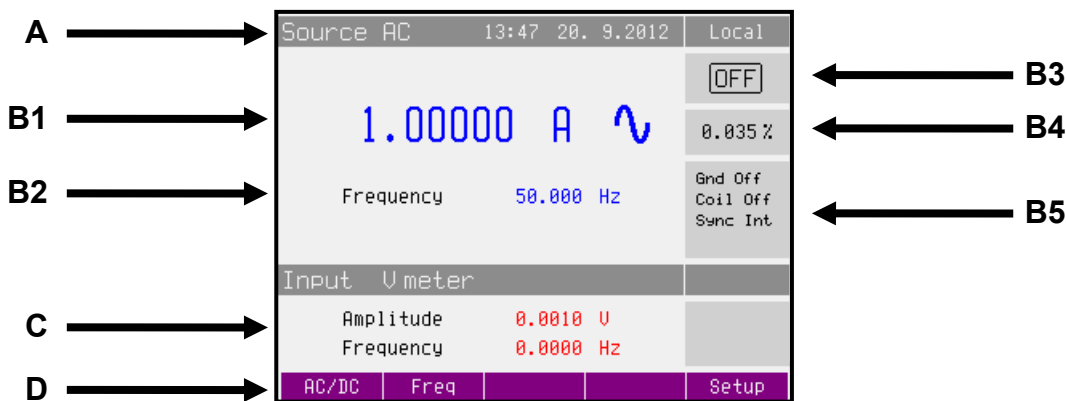 A
Source AC 13:47 20. 9.2012 Local
OFF
B3
B1
1.00000 A
0.035 %
B4
B2
Frequency 50.000 Hz
Gnd Off
Coil Off
Sync Int
B5
Input V meter
C
Amplitude 0.0010 V
Frequency 0.0000 Hz
D
AC/DC Freq Setup